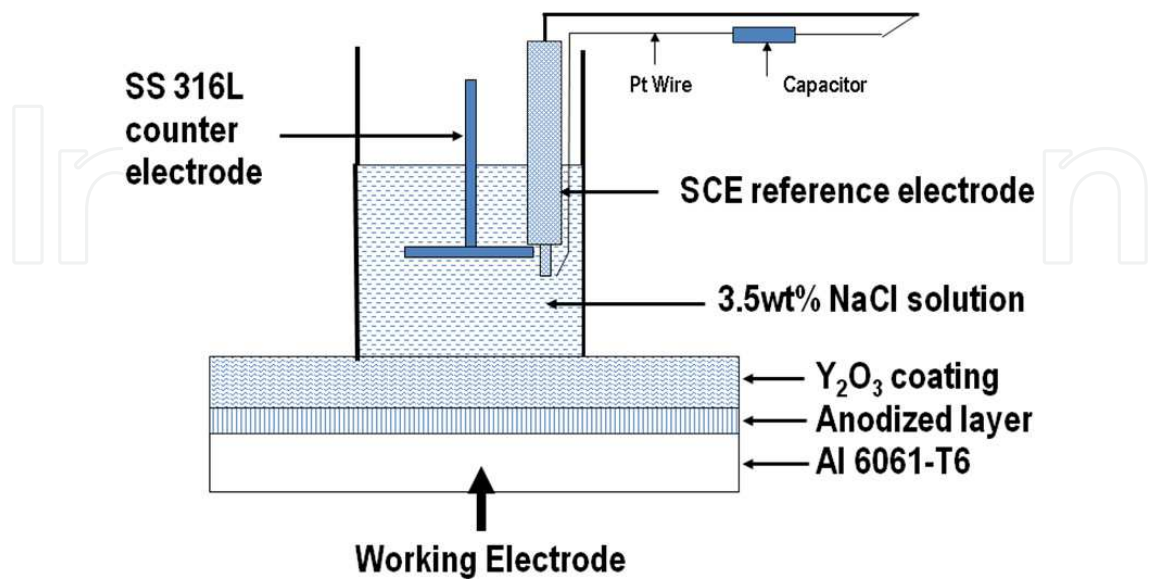 SS 316L
counter
electrode
Pt Wire
Capacitor
SCE reference electrode
3.5wt% NaCl solution
Y₂O₃ coating
Anodized layer
Al 6061-T6
Working Electrode
In
n